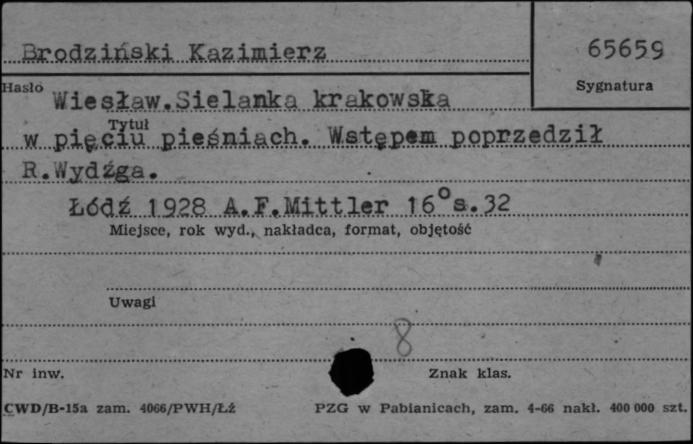 Brodziński Kazimierz
65659
Hasło
Sygnatura
Wiesław.Sielanka krakowska
Tytuł
w pięciu pieśniach. Wstępem poprzedził
R.Wydźga.
Łódź 1928 A.F.Mittler 16°s.32
Miejsce, rok wyd., nakładca, format, objętość
Uwagi
8
Nr inw.
Znak klas.
CWD/B-15a zam. 4066/PWH/Łź
PZG w Pabianicach, zam. 4-66 nakł. 400 000 szt.